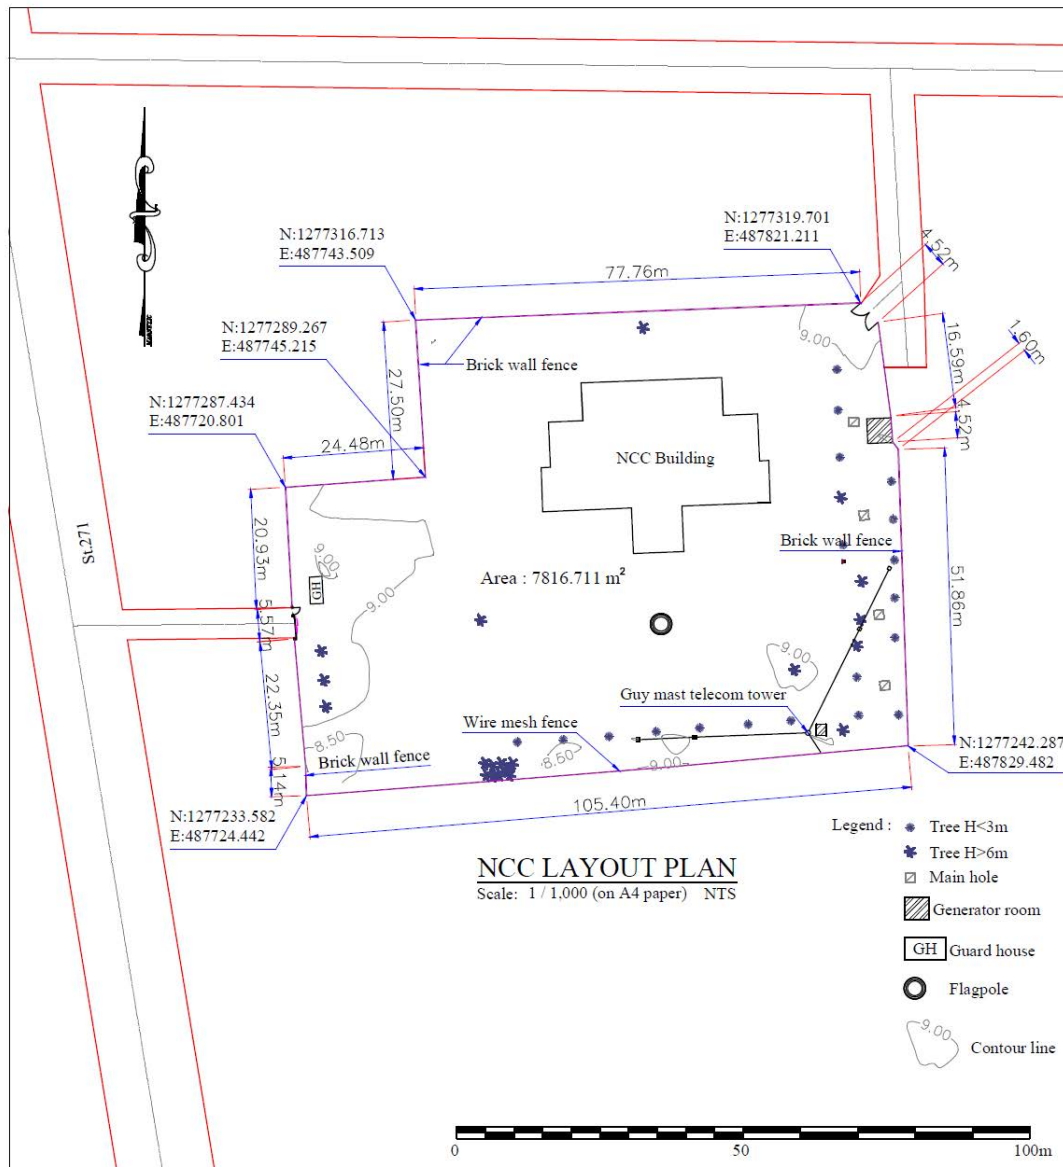 N:1277319.701
E:487821.211
N:1277316.713
E:487743.509
4.52m
77.76m
N:1277289.267
E:487745.215
9.00
16.59m
1.60m
Brick wall fence
27.50m
N:1277287.434
E:487720.801
4.52m
24.48m
NCC Building
St.271
20.93m
9.00
Brick wall fence
GH
9.00
Area : 7816.711 m²
51.86m
5.57m
9.00
22.35m
Guy mast telecom tower
Wire mesh fence
8.50
8.50
9.00
Brick wall fence
5.14m
N:1277242.287
E:487829.482
105.40m
N:1277233.582
E:487724.442
Legend :
Tree H<3m
Tree H>6m
Main hole
Generator room
GH Guard house
Flagpole
9.00
Contour line
NCC LAYOUT PLAN
Scale: 1 / 1,000 (on A4 paper) NTS
0 50 100m